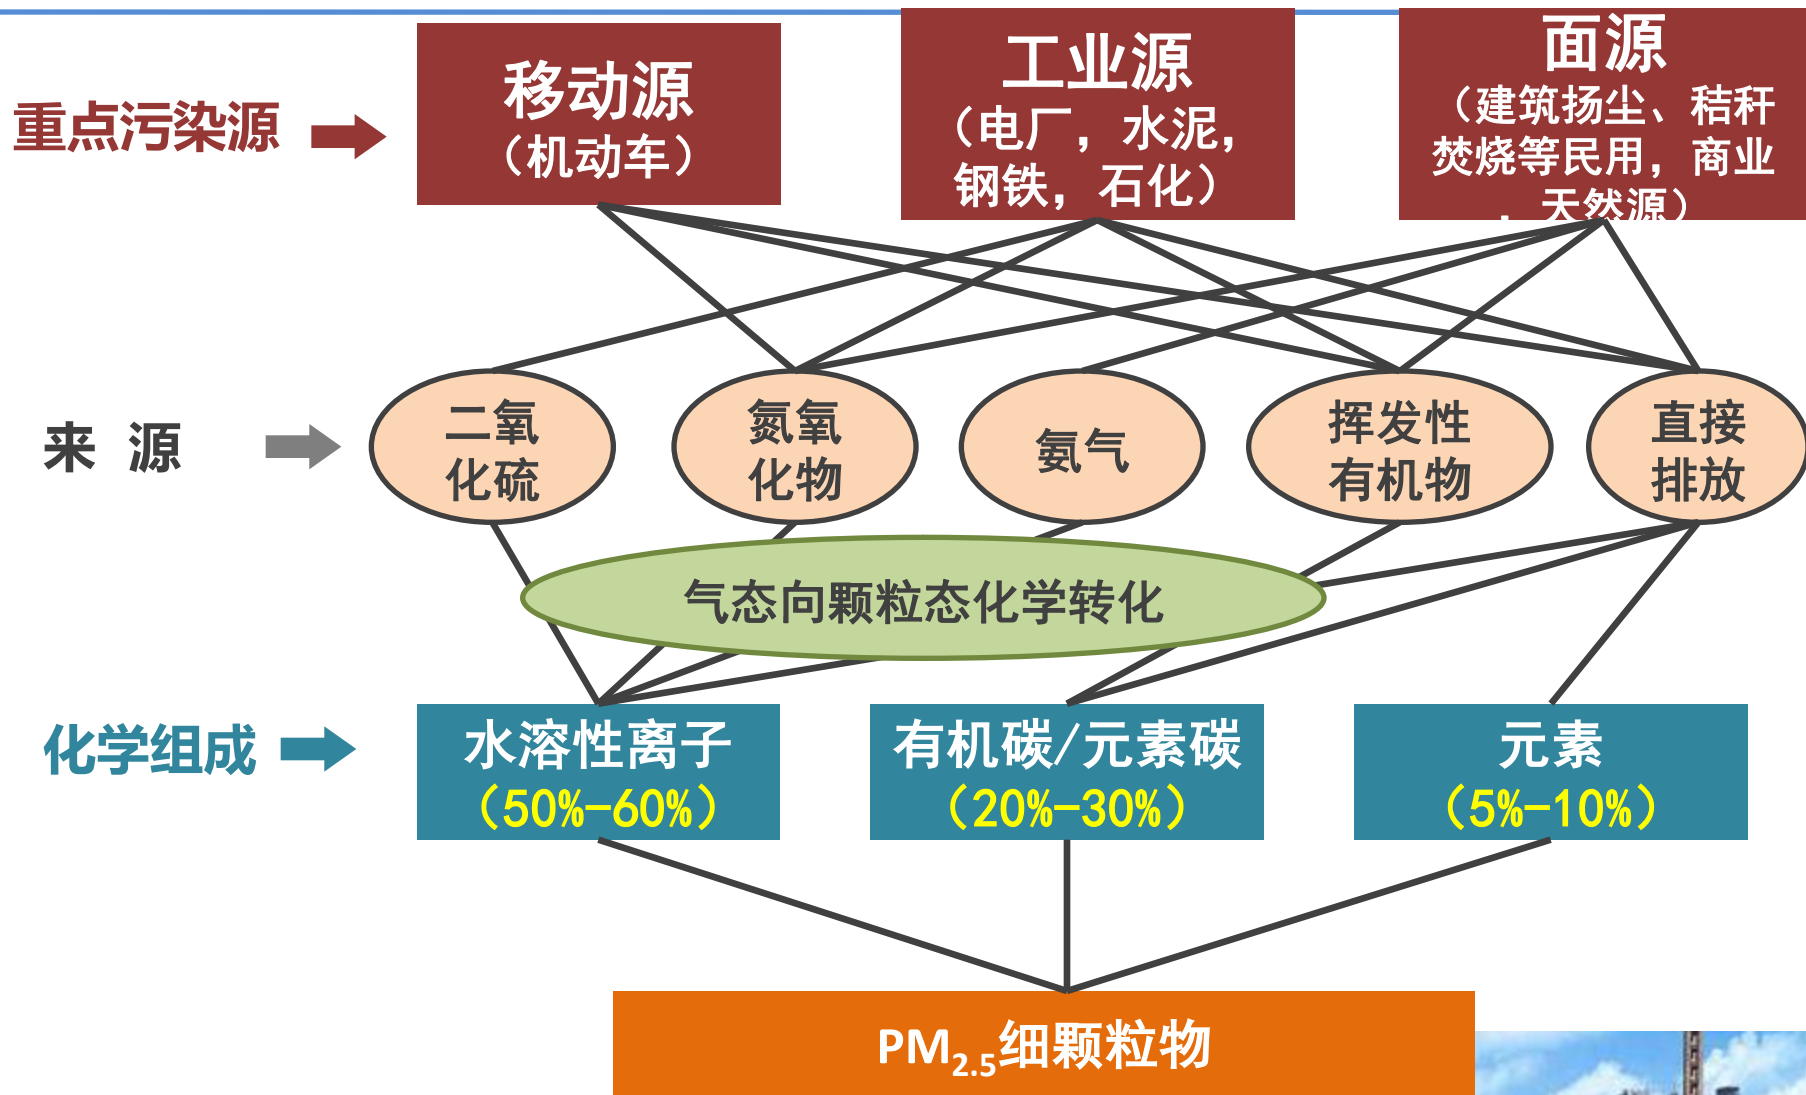 重点污染源
移动源
（机动车）
工业源
（电厂，水泥，
钢铁，石化）
面源
（建筑扬尘、秸秆
焚烧等民用，商业
，天然源）
来 源
二氧
化硫
氮氧
化物
氨气
挥发性
有机物
直接
排放
气态向颗粒态化学转化
化学组成
水溶性离子
（50%-60%）
有机碳/元素碳
（20%-30%）
元素
（5%-10%）
PM2.5细颗粒物